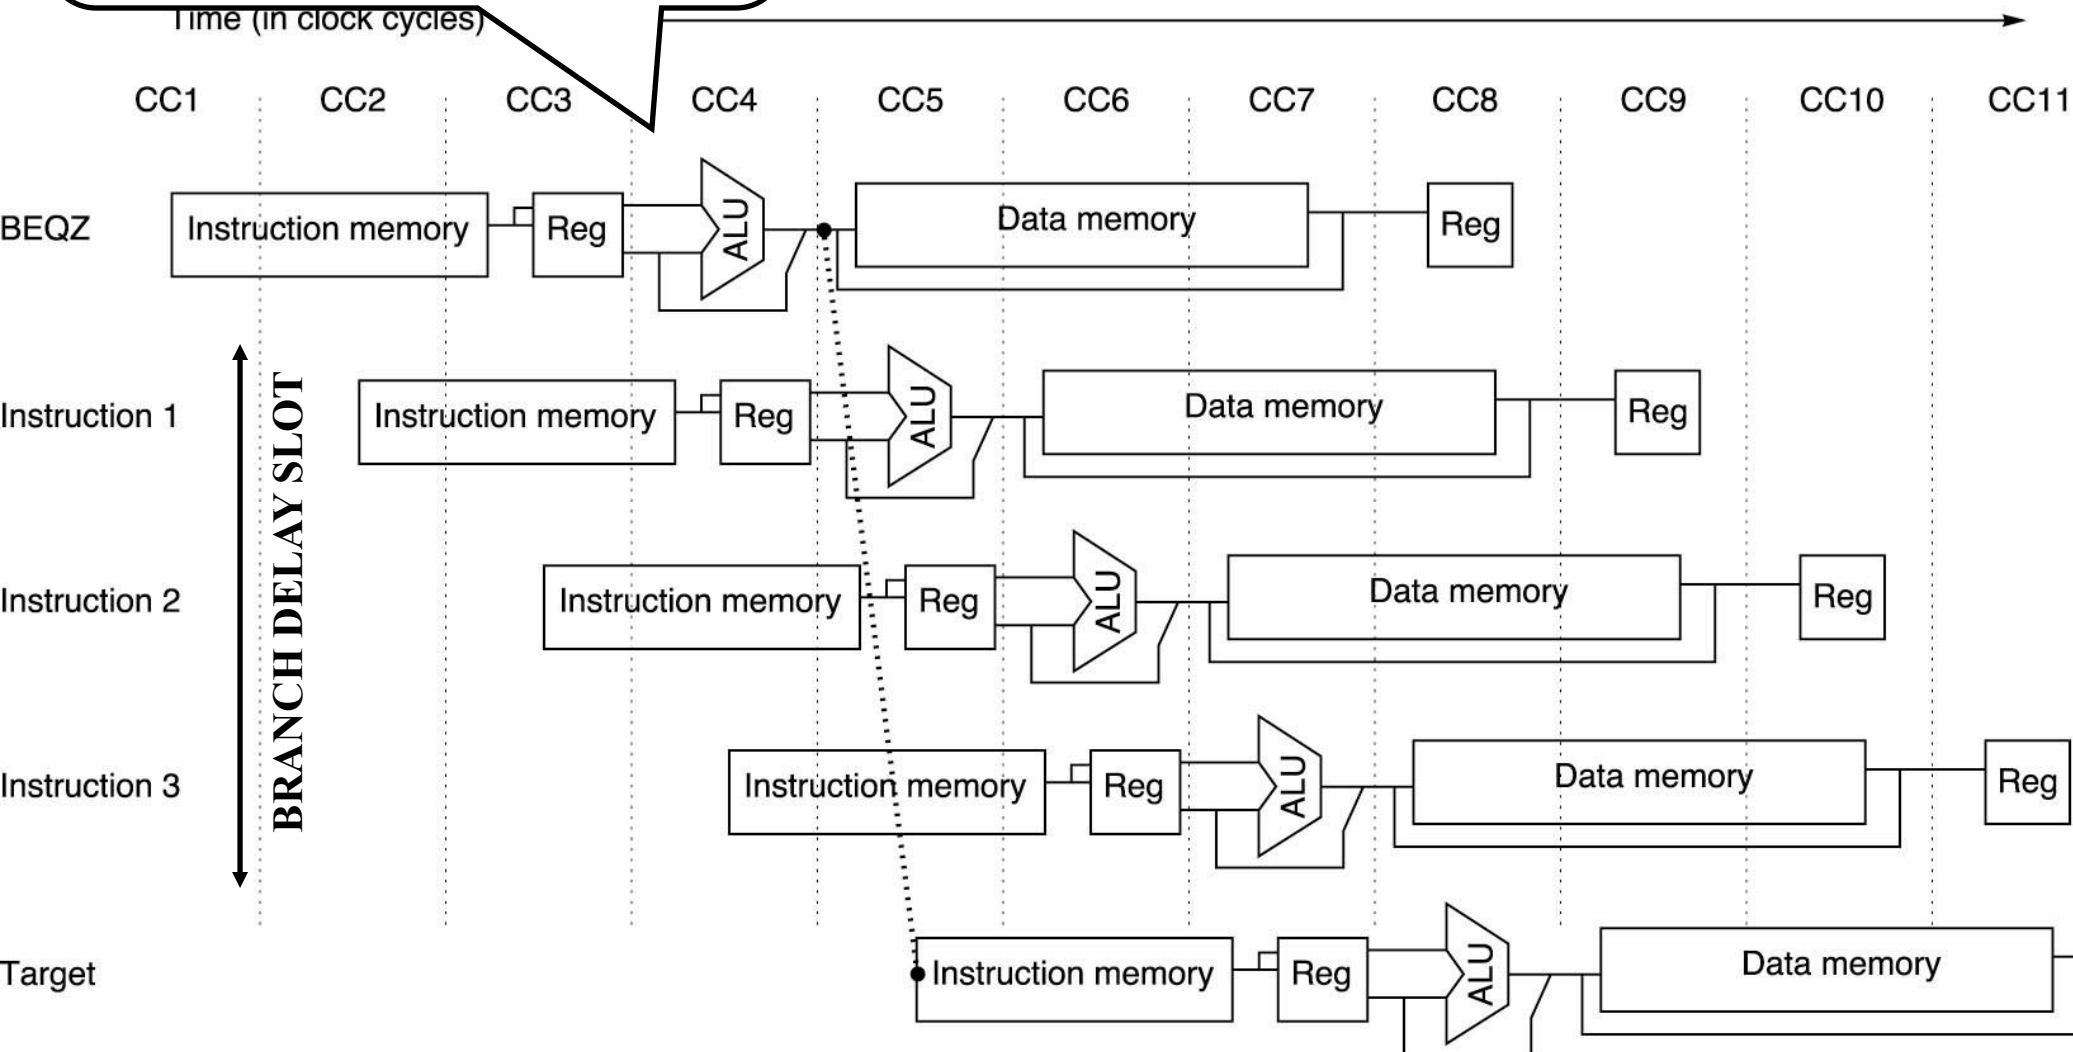 Time (in clock cycles)
CC1 CC2 CC3 CC4 CC5 CC6 CC7 CC8 CC9 CC10 CC11
BEQZ Instruction memory Reg ALU Data memory Reg
BRANCH DELAY SLOT
Instruction 1 Instruction memory Reg ALU Data memory Reg
Instruction 2 Instruction memory Reg ALU Data memory Reg
Instruction 3 Instruction memory Reg ALU Data memory Reg
Target Instruction memory Reg ALU Data memory